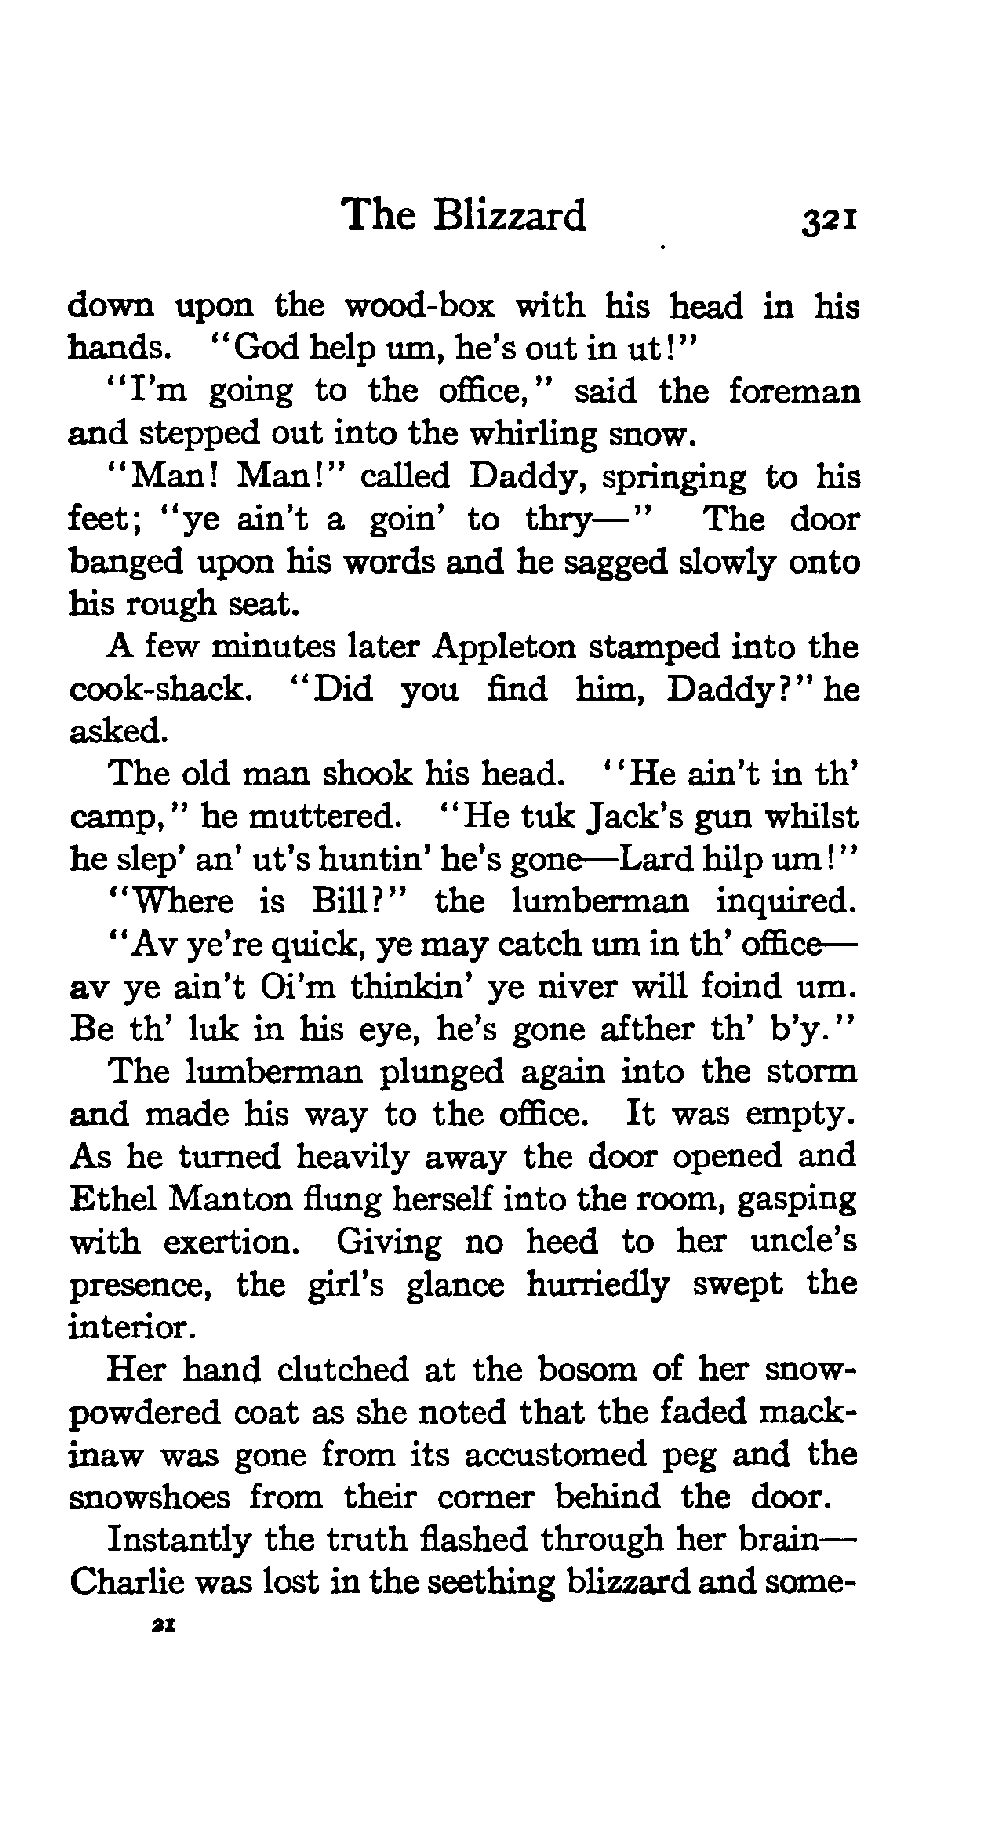 The Blizzard 321
down upon the wood-box with his head in his
hands. "God help um, he's out in ut!"
"I'm going to the office," said the foreman
and stepped out into the whirling snow.
"Man! Man!" called Daddy, springing to his
feet; "ye ain't a goin' to thry—" The door
banged upon his words and he sagged slowly onto
his rough seat.
A few minutes later Appleton stamped into the
cook-shack. "Did you find him, Daddy?" he
asked.
The old man shook his head. "He ain't in th'
camp," he muttered. "He tuk Jack's gun whilst
he slep' an' ut's huntin' he's gone—Lard hilp um!"
"Where is Bill?" the lumberman inquired.
"Av ye're quick, ye may catch um in th' office—
av ye ain't Oi'm thinkin' ye niver will foind um.
Be th' luk in his eye, he's gone afther th' b'y."
The lumberman plunged again into the storm
and made his way to the office. It was empty.
As he turned heavily away the door opened and
Ethel Manton flung herself into the room, gasping
with exertion. Giving no heed to her uncle's
presence, the girl's glance hurriedly swept the
interior.
Her hand clutched at the bosom of her snow-
powdered coat as she noted that the faded mack-
inaw was gone from its accustomed peg and the
snowshoes from their corner behind the door.
Instantly the truth flashed through her brain—
Charlie was lost in the seething blizzard and some-
21